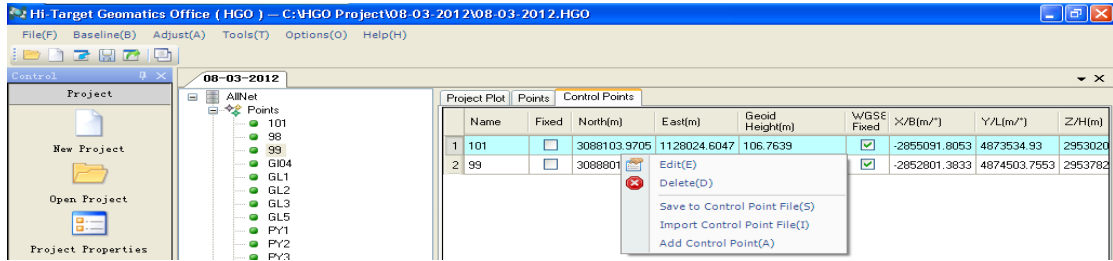 Hi-Target Geomatics Office ( HGO ) — C:\HGO Project\08-03-2012\08-03-2012.HGO
File(F) Baseline(B) Adjust(A) Tools(T) Options(O) Help(H)
Control
Project
New Project
Open Project
Project Properties
08-03-2012
AllNet
Points
101
98
99
GI04
GL1
GL2
GL3
GL5
PY1
PY2
PY3
Project Plot Points Control Points
Name Fixed North(m) East(m) Geoid Height(m) WGS8 Fixed X/B(m/°) Y/L(m/°) Z/H(m)
1 101 3088103.9705 1128024.6047 106.7639 -2855091.8053 4873534.93 2953020
2 99 3088801 -2852801.3833 4874503.7553 2953782
Edit(E)
Delete(D)
Save to Control Point File(S)
Import Control Point File(I)
Add Control Point(A)